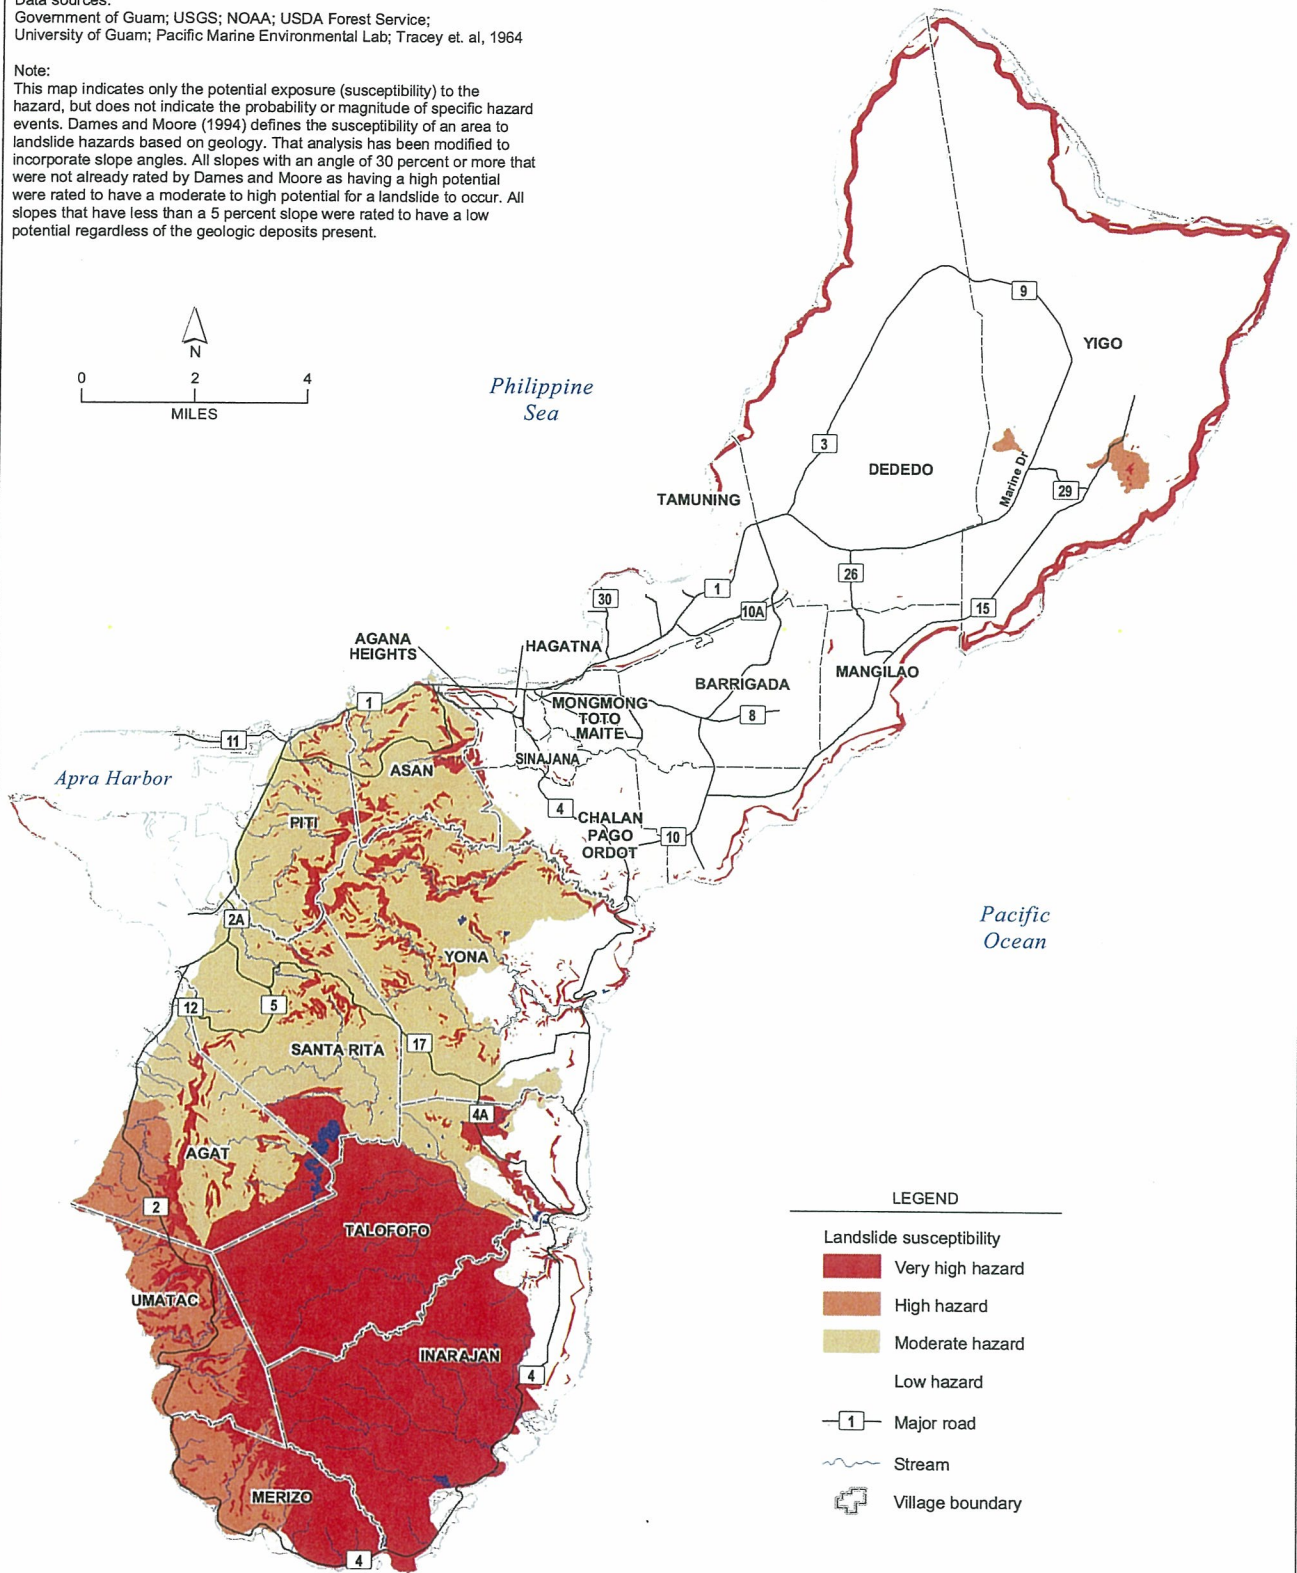 Data sources:
Government of Guam; USGS; NOAA; USDA Forest Service;
University of Guam; Pacific Marine Environmental Lab; Tracey et. al, 1964
Note:
This map indicates only the potential exposure (susceptibility) to the
hazard, but does not indicate the probability or magnitude of specific hazard
events. Dames and Moore (1994) defines the susceptibility of an area to
landslide hazards based on geology. That analysis has been modified to
incorporate slope angles. All slopes with an angle of 30 percent or more that
were not already rated by Dames and Moore as having a high potential
were rated to have a moderate to high potential for a landslide to occur. All
slopes that have less than a 5 percent slope were rated to have a low
potential regardless of the geologic deposits present.
N
0 2 4
MILES
Philippine
Sea
9
YIGO
3
DEDEDO
Marine Dr
29
TAMUNING
26
1
30
10A
15
AGANA
HEIGHTS
HAGATNA
MANGILAO
BARRIGADA
1
MONGMONG
TOTO
MAITE
8
11
SINAJANA
ASAN
Apra Harbor
4
CHALAN
PAGO
ORDOT
PITI
10
2A
Pacific
Ocean
YONA
12
5
17
SANTA RITA
4A
AGAT
2
TALOFOFO
UMATAC
INARAJAN
4
MERIZO
4
LEGEND
Landslide susceptibility
Very high hazard
High hazard
Moderate hazard
Low hazard
1 Major road
Stream
Village boundary